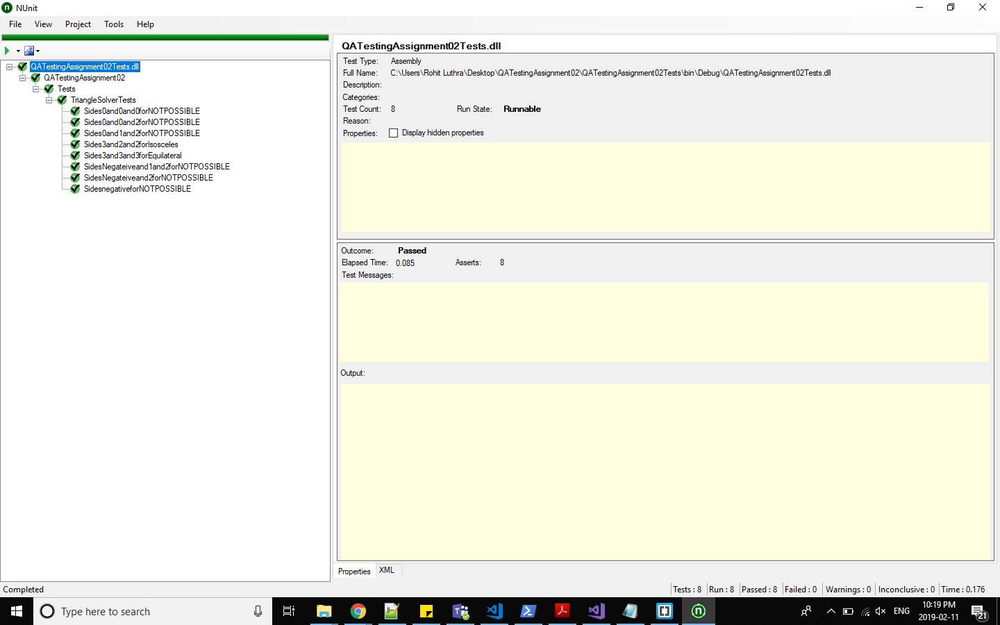 NUnit
File View Project Tools Help
QATestingAssignment02Tests.dll
QATestingAssignment02
Tests
TriangleSolverTests
Sides0and0and0forNOTPOSSIBLE
Sides0and0and2forNOTPOSSIBLE
Sides0and1and2forNOTPOSSIBLE
Sides3and2and2forIsosceles
Sides3and3and3forEquilateral
SidesNegateiveand1and2forNOTPOSSIBLE
SidesNegateiveand2forNOTPOSSIBLE
SidesnegativeforNOTPOSSIBLE
QATestingAssignment02Tests.dll
Test Type: Assembly
Full Name: C:\Users\Rohit Luthra\Desktop\QATestingAssignment02\QATestingAssignment02Tests\bin\Debug\QATestingAssignment02Tests.dll
Description:
Categories:
Test Count: 8 Run State: Runnable
Reason:
Properties: Display hidden properties
Outcome: Passed
Elapsed Time: 0.085 Asserts: 8
Test Messages:
Output:
Properties XML
Completed Tests : 8 Run : 8 Passed : 8 Failed : 0 Warnings : 0 Inconclusive : 0 Time : 0.176
Type here to search
ENG
10:19 PM
2019-02-11
21